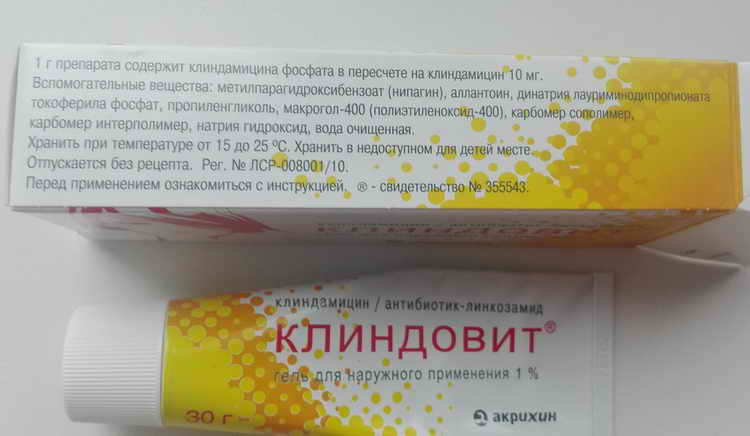 1 г препарата содержит клиндамицина фосфата в пересчете на клиндамицин 10 мг.
Вспомогательные вещества: метилпарагидроксибензоат (нипагин), аллантоин, динатрия лауриминодипропионата
токоферила фосфат, пропиленгликоль, макрогол-400 (полиэтиленоксид-400), карбомер сополимер,
карбомер интерполимер, натрия гидроксид, вода очищенная.
Хранить при температуре от 15 до 25 ºС. Хранить в недоступном для детей месте.
Отпускается без рецепта. Рег. № ЛСР-008001/10.
Перед применением ознакомиться с инструкцией. ® - свидетельство № 355543.
КЛИНДОВИТ
клиндамицин / антибиотик-линкозамид
КЛИНДОВИТ®
гель для наружного применения 1 %
30 г
акрихин